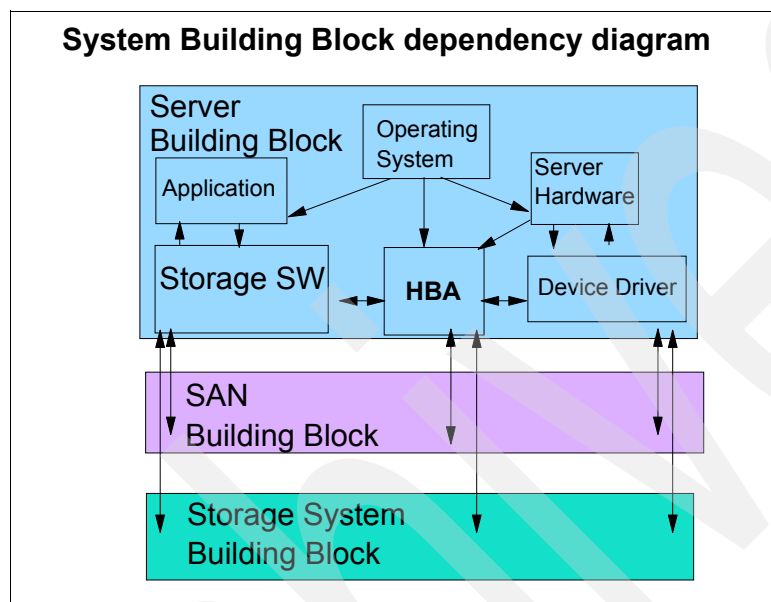 System Building Block dependency diagram
Server
Building Block
Operating
System
Application
Server
Hardware
Storage SW
HBA
Device Driver
SAN
Building Block
Storage System
Building Block